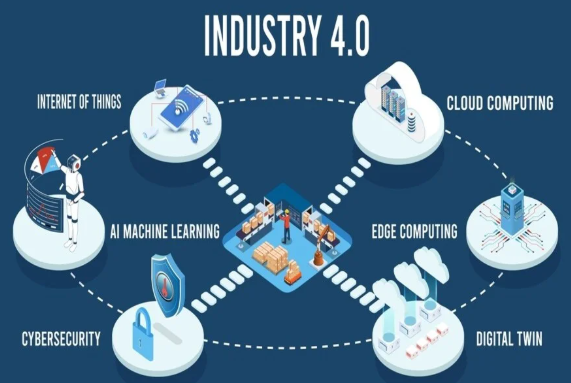 INDUSTRY 4.0
INTERNET OF THINGS
CLOUD COMPUTING
AI MACHINE LEARNING
EDGE COMPUTING
CYBERSECURITY
DIGITAL TWIN